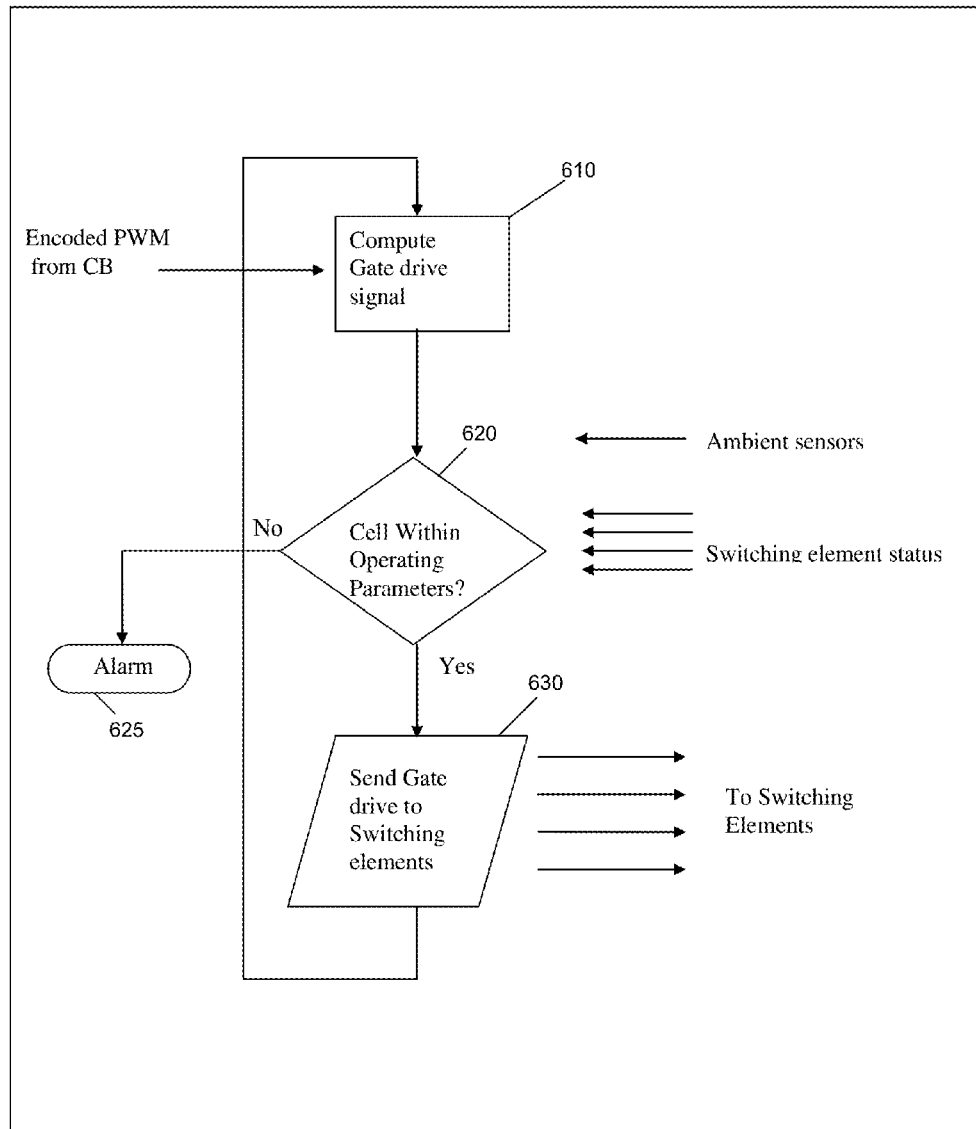 610
Encoded PWM
from CB
Compute
Gate drive
signal
620
Ambient sensors
No
Cell Within
Operating
Parameters?
Switching element status
Alarm
625
Yes
630
Send Gate
drive to
Switching
elements
To Switching
Elements